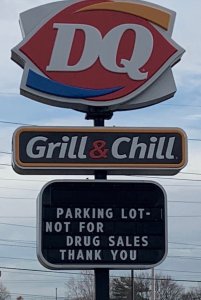 DQ
Grill & Chill
PARKING LOT-
NOT FOR
DRUG SALES
THANK YOU